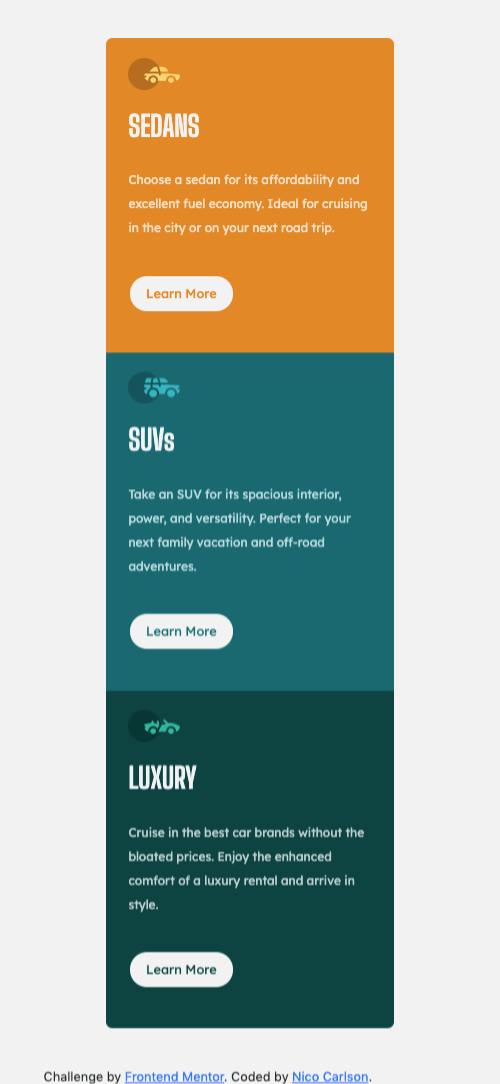 SEDANS
Choose a sedan for its affordability and
excellent fuel economy. Ideal for cruising
in the city or on your next road trip.
Learn More
SUVs
Take an SUV for its spacious interior,
power, and versatility. Perfect for your
next family vacation and off-road
adventures.
Learn More
LUXURY
Cruise in the best car brands without the
bloated prices. Enjoy the enhanced
comfort of a luxury rental and arrive in
style.
Learn More
Challenge by Frontend Mentor. Coded by Nico Carlson.